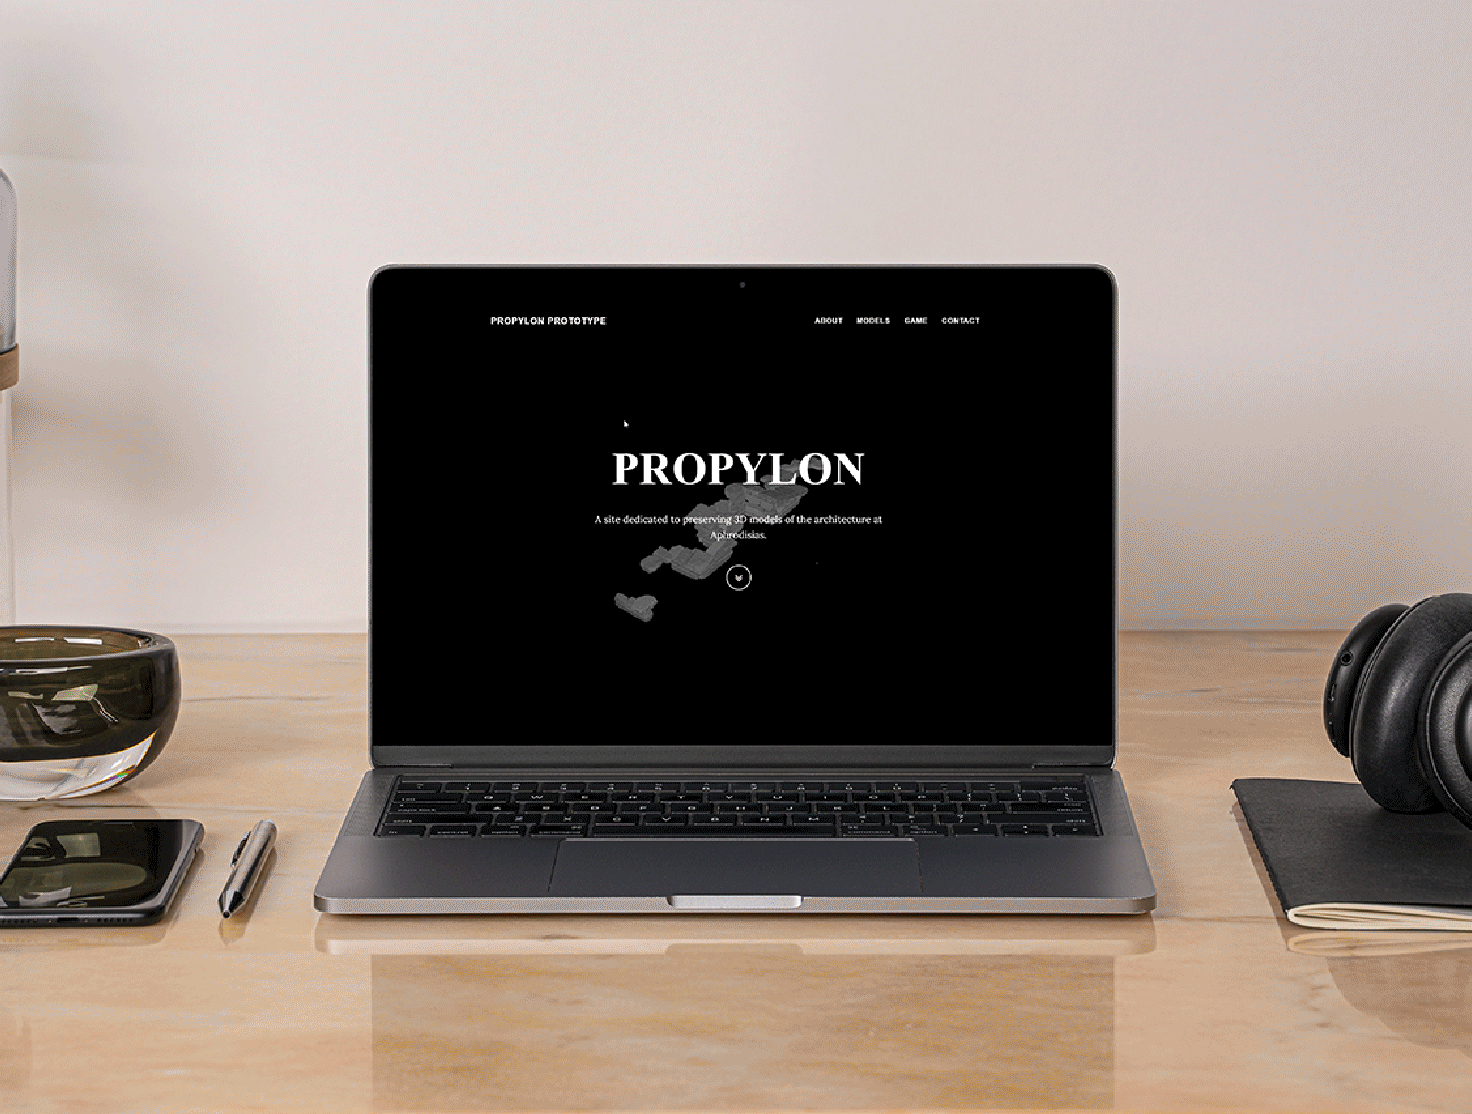 PROPYLON PROTOTYPE
ABOUT MODELS GAME CONTACT
PROPYLON
A site dedicated to preserving 3D models of the architecture at
Aphrodisias.